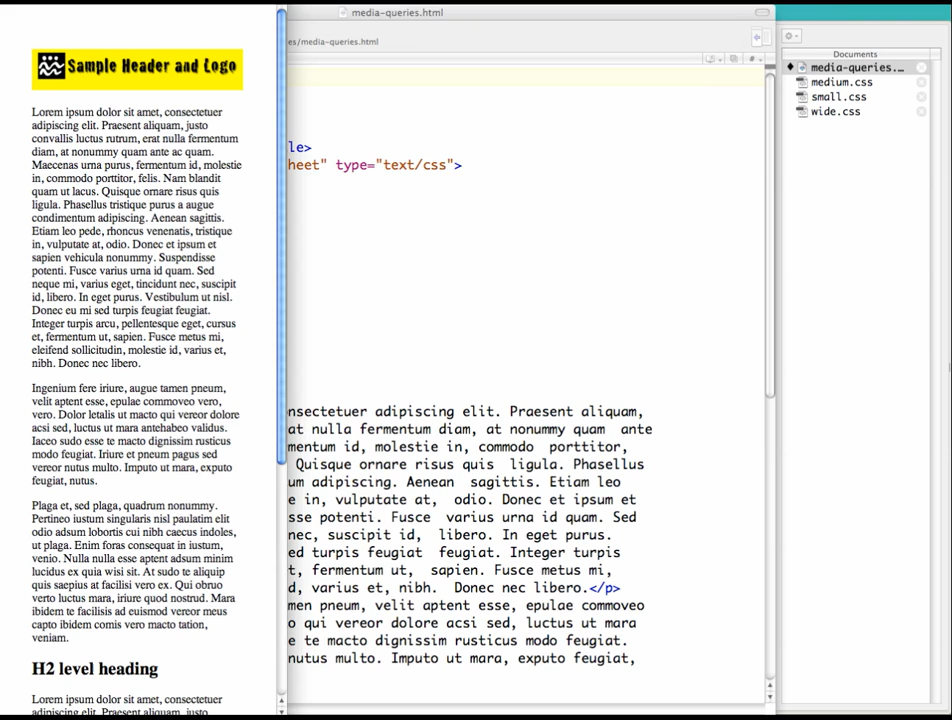 media-queries.html
es/media-queries.html
Documents
media-queries....
medium.css
small.css
wide.css
Sample Header and Logo
Lorem ipsum dolor sit amet, consectetuer
adipiscing elit. Praesent aliquam, justo
convallis luctus rutrum, erat nulla fermentum
diam, at nonummy quam ante ac quam.
Maecenas urna purus, fermentum id, molestie
in, commodo porttitor, felis. Nam blandit
quam ut lacus. Quisque ornare risus quis
ligula. Phasellus tristique purus a augue
condimentum adipiscing. Aenean sagittis.
Etiam leo pede, rhoncus venenatis, tristique
in, vulputate at, odio. Donec et ipsum et
sapien vehicula nonummy. Suspendisse
potenti. Fusce varius urna id quam. Sed
neque mi, varius eget, tincidunt nec, suscipit
id, libero. In eget purus. Vestibulum ut nisl.
Donec eu mi sed turpis feugiat feugiat.
Integer turpis arcu, pellentesque eget, cursus
et, fermentum ut, sapien. Fusce metus mi,
eleifend sollicitudin, molestie id, varius et,
nibh. Donec nec libero.
Ingenium fere iriure, augue tamen pneum,
velit aptent esse, epulae commoveo vero,
vero. Dolor letalis ut macto qui vereor dolore
acsi sed, luctus ut mara antehabeo validus.
Iaceo sudo esse te macto dignissim rusticus
modo feugiat. Iriure et pneum pagus sed
vereor nutus multo. Imputo ut mara, exputo
feugiat, nutus.
Plaga et, sed plaga, quadrum nonummy.
Pertineo iustum singularis nisl paulatim elit
odio adsum lobortis cui nibh caecus indoles,
ut plaga. Enim foras consequat in iustum,
venio. Nulla nulla esse aptent adsum minim
lucidus ex quia wisi sit. At sudo te aliquip
quis saepius at facilisi vero ex. Qui obruo
verto luctus mara, iriure quod nostrud. Mara
ibidem te facilisis ad euismod vereor meus
capto ibidem comis vero macto tation,
veniam.
H2 level heading
Lorem ipsum dolor sit amet, consectetuer
adipiscing elit. Praesent aliquam, justo
le>
heet" type="text/css">
nsectetuer adipiscing elit. Praesent aliquam,
at nulla fermentum diam, at nonummy quam ante
mentum id, molestie in, commodo porttitor,
Quisque ornare risus quis ligula. Phasellus
um adipiscing. Aenean sagittis. Etiam leo
e in, vulputate at, odio. Donec et ipsum et
sse potenti. Fusce varius urna id quam. Sed
nec, suscipit id, libero. In eget purus.
ed turpis feugiat feugiat. Integer turpis
t, fermentum ut, sapien. Fusce metus mi,
d, varius et, nibh. Donec nec libero.</p>
men pneum, velit aptent esse, epulae commoveo
o qui vereor dolore acsi sed, luctus ut mara
e te macto dignissim rusticus modo feugiat.
nutus multo. Imputo ut mara, exputo feugiat,